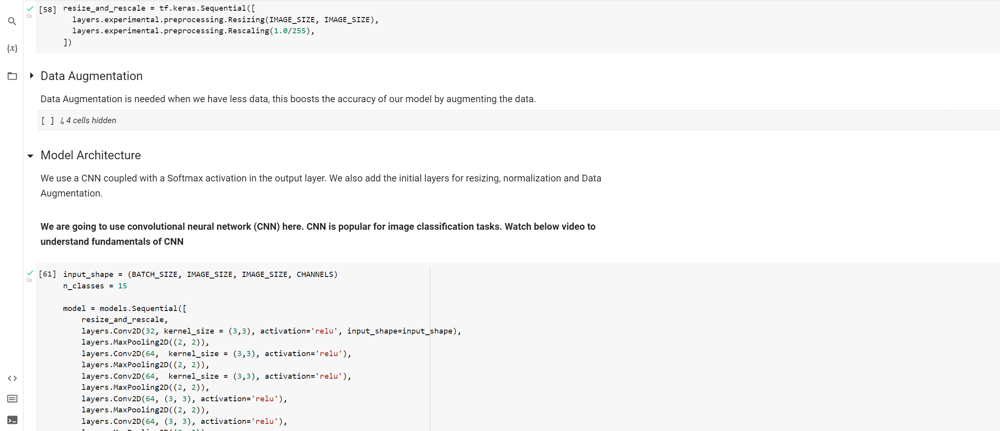 [58] resize_and_rescale = tf.keras.Sequential([
0s
layers.experimental.preprocessing.Resizing(IMAGE_SIZE, IMAGE_SIZE),
layers.experimental.preprocessing.Rescaling(1.0/255),
])
{x}
Data Augmentation
Data Augmentation is needed when we have less data, this boosts the accuracy of our model by augmenting the data.
[ ] ↳ 4 cells hidden
Model Architecture
We use a CNN coupled with a Softmax activation in the output layer. We also add the initial layers for resizing, normalization and Data
Augmentation.
We are going to use convolutional neural network (CNN) here. CNN is popular for image classification tasks. Watch below video to
understand fundamentals of CNN
[61] input_shape = (BATCH_SIZE, IMAGE_SIZE, IMAGE_SIZE, CHANNELS)
0s
n_classes = 15
model = models.Sequential([
resize_and_rescale,
layers.Conv2D(32, kernel_size = (3,3), activation='relu', input_shape=input_shape),
layers.MaxPooling2D((2, 2)),
layers.Conv2D(64,  kernel_size = (3,3), activation='relu'),
layers.MaxPooling2D((2, 2)),
layers.Conv2D(64,  kernel_size = (3,3), activation='relu'),
layers.MaxPooling2D((2, 2)),
layers.Conv2D(64, (3, 3), activation='relu'),
layers.MaxPooling2D((2, 2)),
layers.Conv2D(64, (3, 3), activation='relu'),